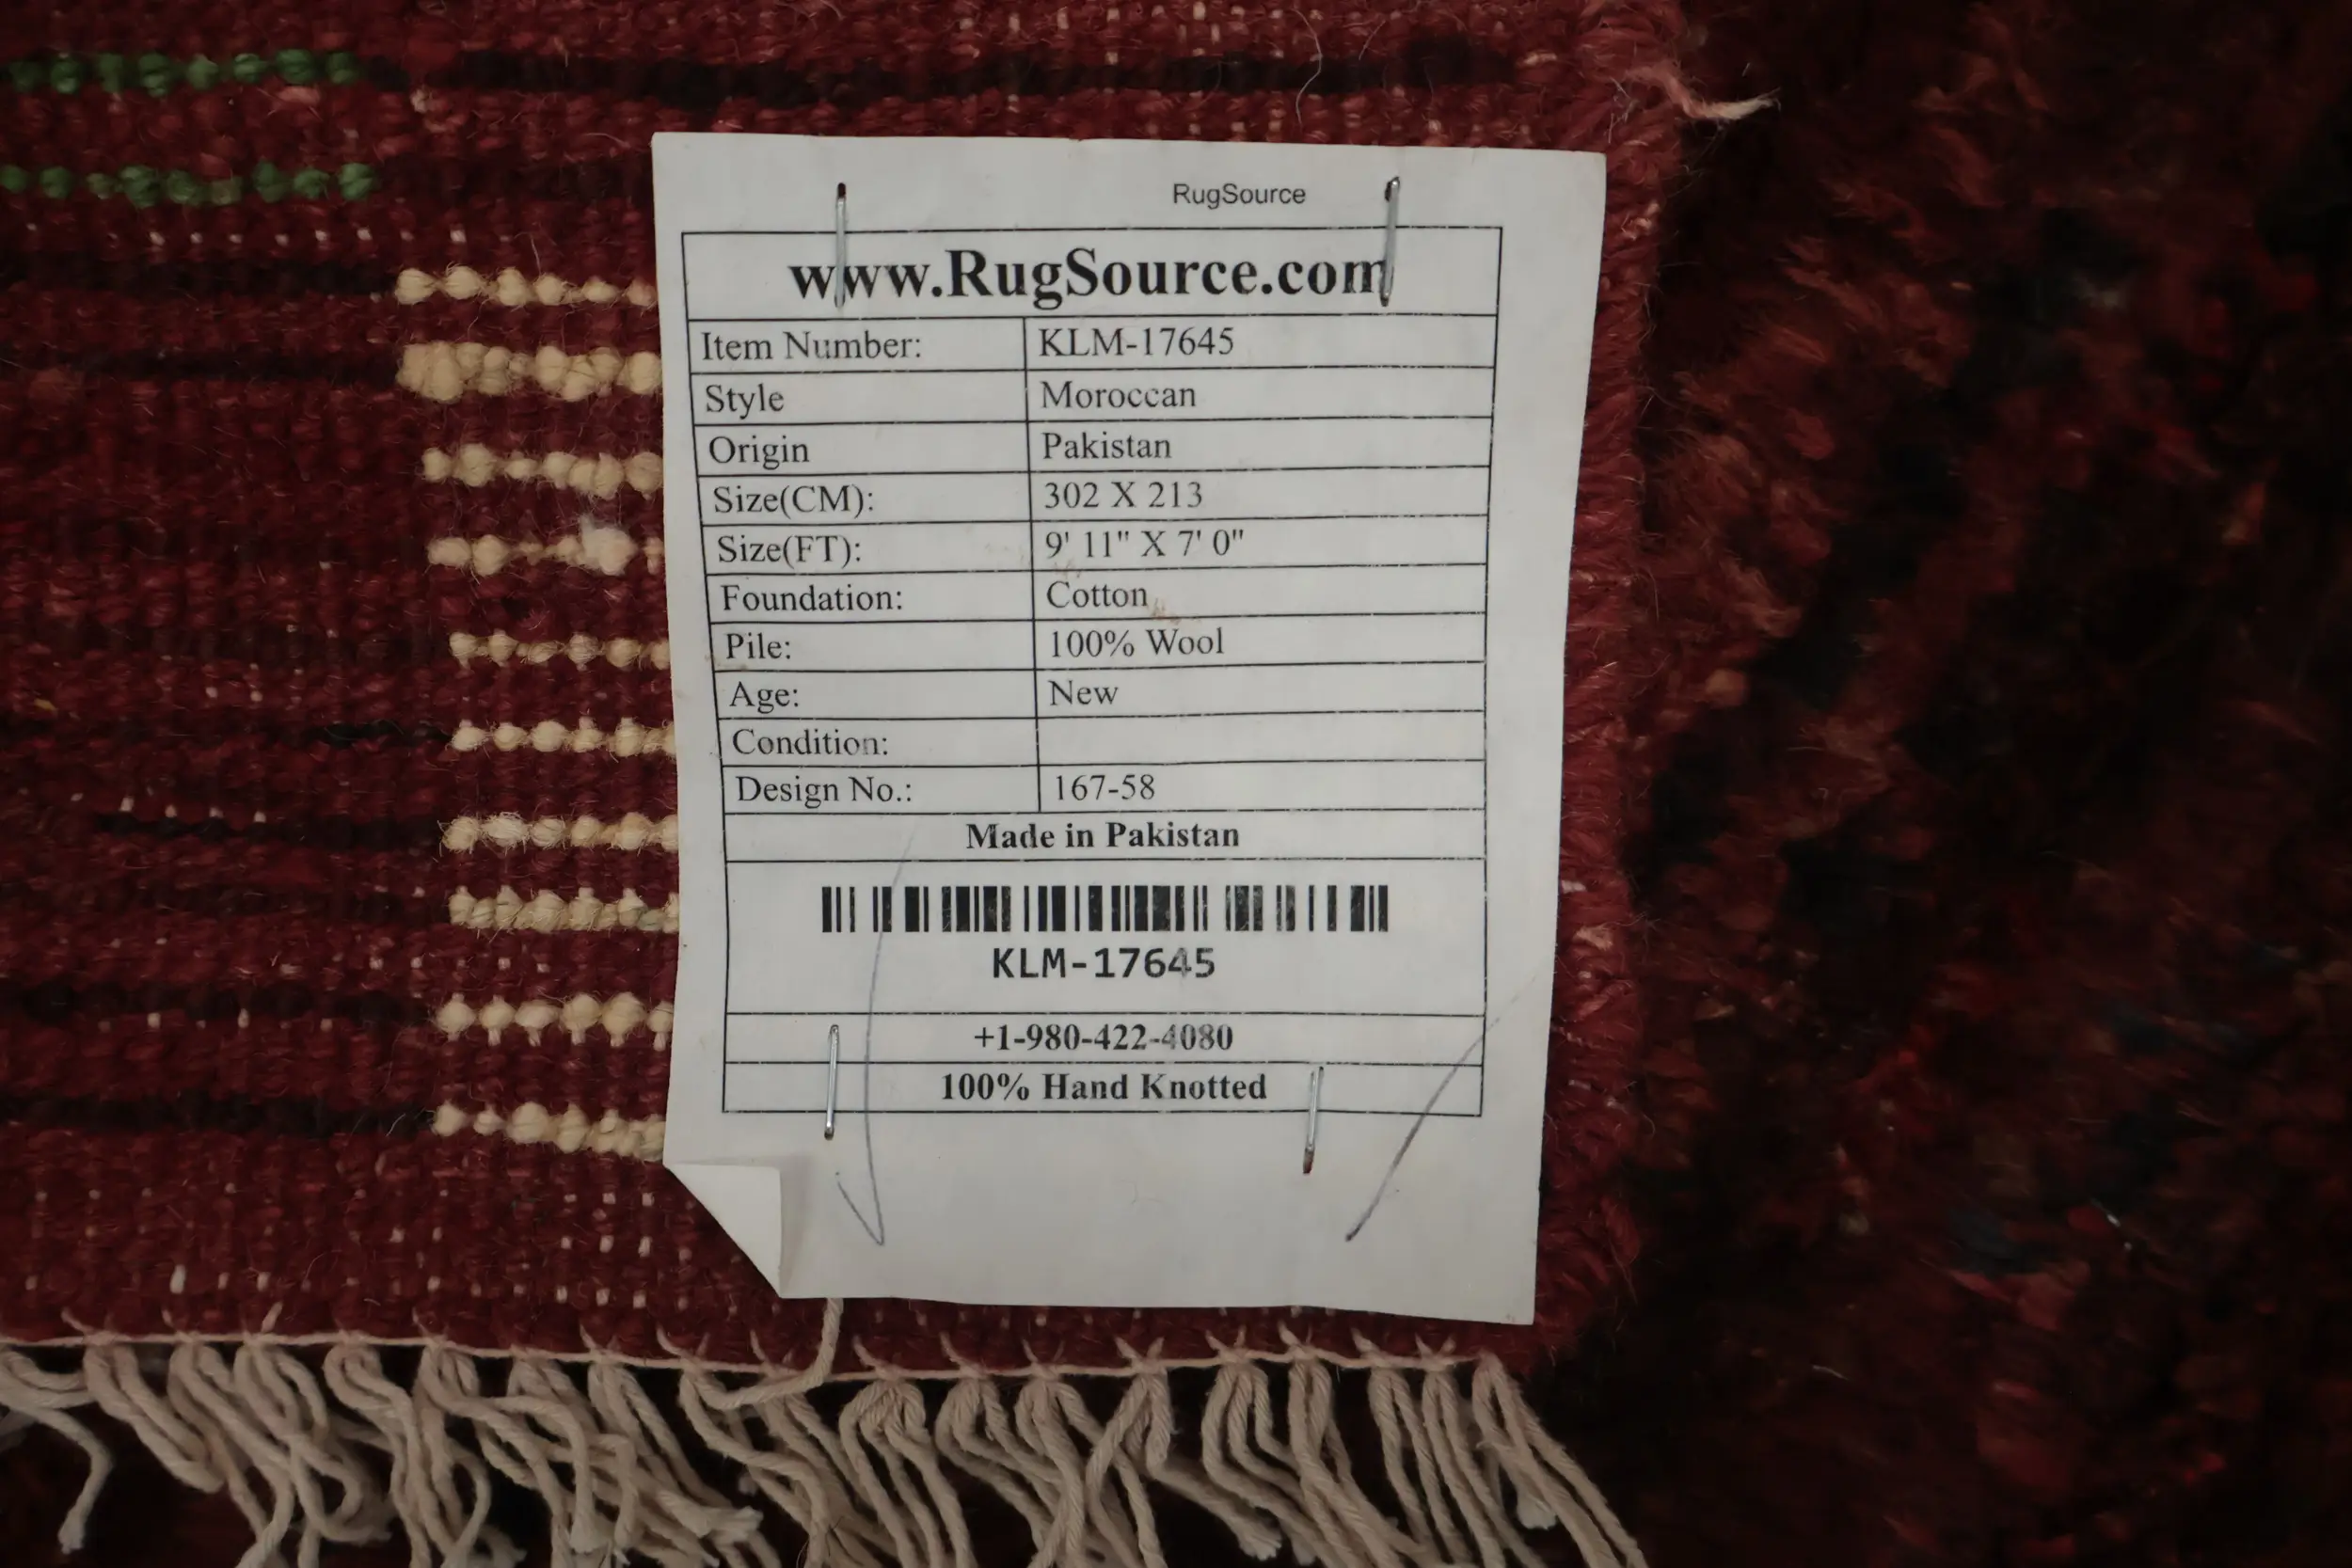 RugSource
www.RugSource.com
Item Number: KLM-17645
Style Moroccan
Origin Pakistan
Size(CM): 302 X 213
Size(FT): 9' 11" X 7' 0"
Foundation: Cotton
Pile: 100% Wool
Age: New
Condition:
Design No.: 167-58
Made in Pakistan
KLM-17645
+1-980-422-4080
100% Hand Knotted